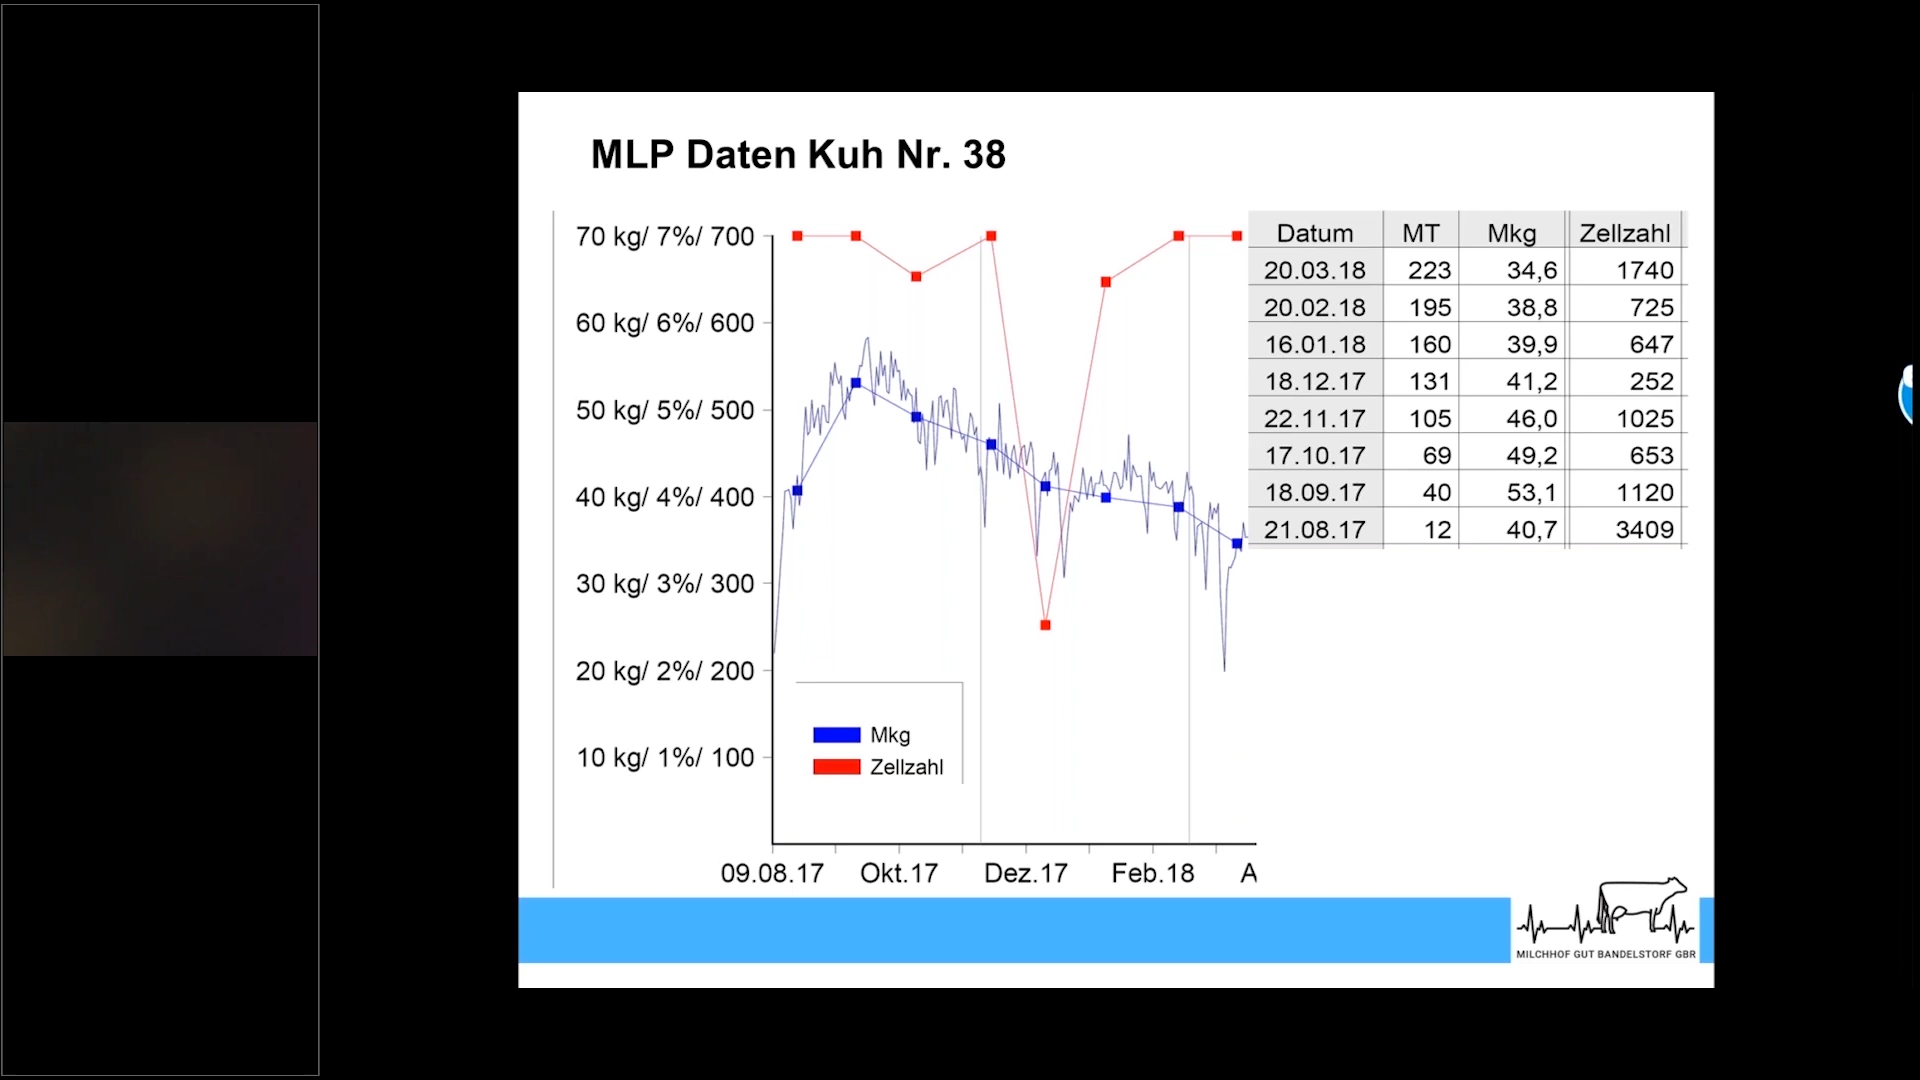 MLP Daten Kuh Nr. 38
70 kg/ 7%/ 700
60 kg/ 6%/ 600
50 kg/ 5%/ 500
40 kg/ 4%/ 400
30 kg/ 3%/ 300
20 kg/ 2%/ 200
10 kg/ 1%/ 100
Mkg
Zellzahl
09.08.17 Okt.17 Dez.17 Feb.18 A
Datum MT Mkg Zellzahl
20.03.18 223 34,6 1740
20.02.18 195 38,8 725
16.01.18 160 39,9 647
18.12.17 131 41,2 252
22.11.17 105 46,0 1025
17.10.17 69 49,2 653
18.09.17 40 53,1 1120
21.08.17 12 40,7 3409
MILCHHOF GUT BANDELSTORF GBR